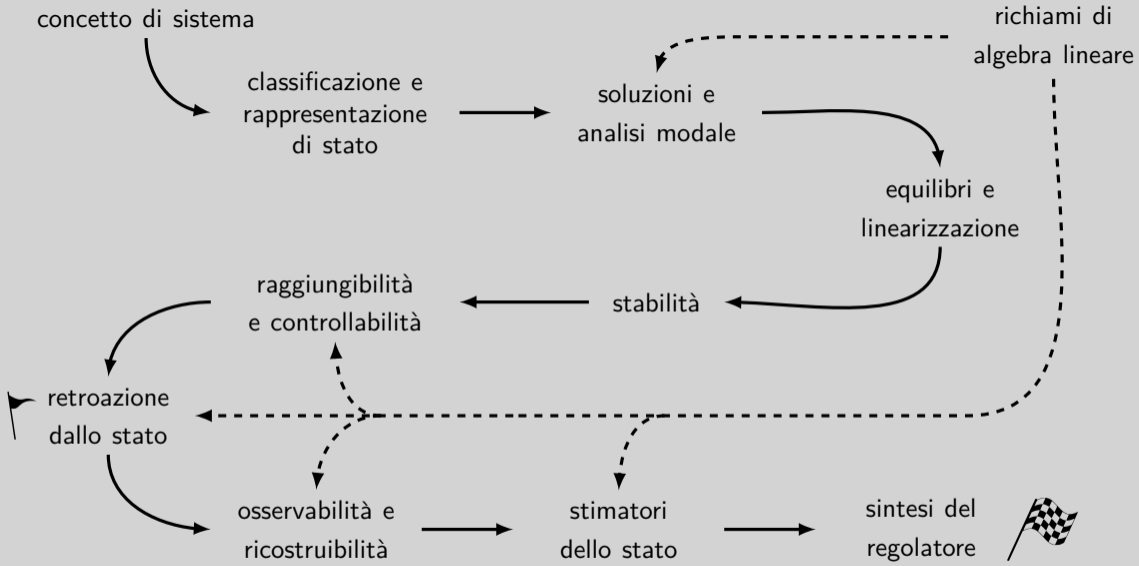 concetto di sistema
richiami di
algebra lineare
classificazione e
rappresentazione
di stato
soluzioni e
analisi modale
equilibri e
linearizzazione
stabilità
raggiungibilità
e controllabilità
retroazione
dallo stato
osservabilità e
ricostruibilità
stimatori
dello stato
sintesi del
regolatore